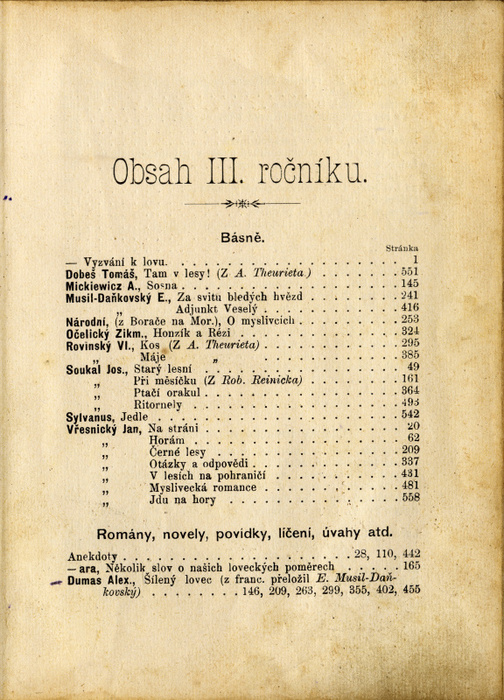 Obsah III. ročníku.
Básně.
Stránka
— Vyzvání k lovu. . . . . . . . . . . . . . . . . . 1
Dobeš Tomáš, Tam v lesy! (Z A. Theurieta) . . . . . . . 551
Mickiewicz A., Sosna . . . . . . . . . . . . . . . . . 145
Musil-Daňkovský E., Za svitu bledých hvězd . . . . . . . 241
„ Adjunkt Veselý . . . . . . . . . . 416
Národní, (z Borače na Mor.), O myslivcích . . . . . . . . 253
Očelický Zikm., Honzík a Rézi . . . . . . . . . . . . . 324
Rovinský Vl., Kos (Z A. Theurieta) . . . . . . . . . . . 295
„ Máje „ . . . . . . . . . . . 385
Soukal Jos., Starý lesní . . . . . . . . . . . . . . . . 49
„ Při měsíčku (Z Rob. Reinicka) . . . . . . . . 161
„ Ptačí orakul . . . . . . . . . . . . . . . 364
„ Ritornely . . . . . . . . . . . . . . . . 493
Sylvanus, Jedle . . . . . . . . . . . . . . . . . . . 542
Vřesnický Jan, Na stráni . . . . . . . . . . . . . . . 20
„ Horám . . . . . . . . . . . . . . . . 62
„ Černé lesy . . . . . . . . . . . . . . 209
„ Otázky a odpovědi . . . . . . . . . . . 337
„ V lesích na pohraničí . . . . . . . . . . 431
„ Myslivecká romance . . . . . . . . . . 481
„ Jdu na hory . . . . . . . . . . . . . . 558
Romány, novely, povidky, líčení, úvahy atd.
Anekdoty . . . . . . . . . . . . . . . . . 28, 110, 442
— ara, Několik slov o našich loveckých poměrech . . . . . 165
Dumas Alex., Šílený lovec (z franc. přeložil E. Musil-Daň-
kovský) . . . . . . . . 146, 209, 263, 299, 355, 402, 455